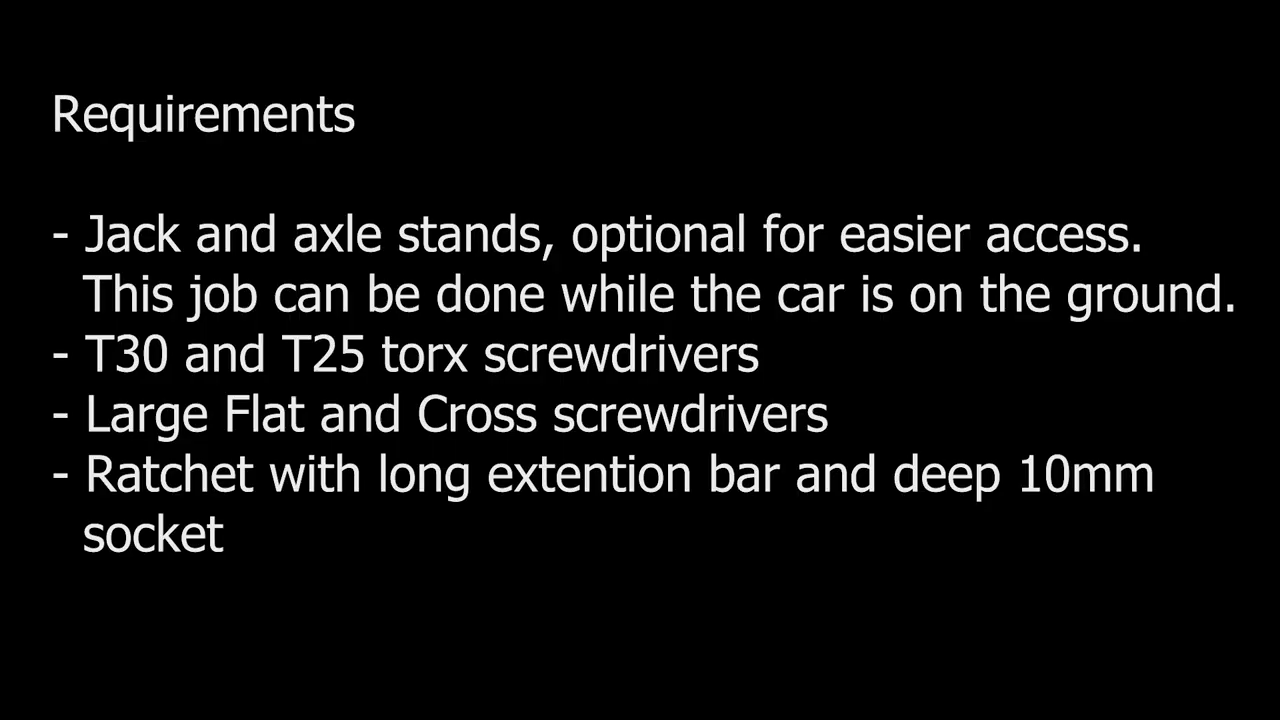 Requirements
- Jack and axle stands, optional for easier access.
This job can be done while the car is on the ground.
- T30 and T25 torx screwdrivers
- Large Flat and Cross screwdrivers
- Ratchet with long extention bar and deep 10mm
socket